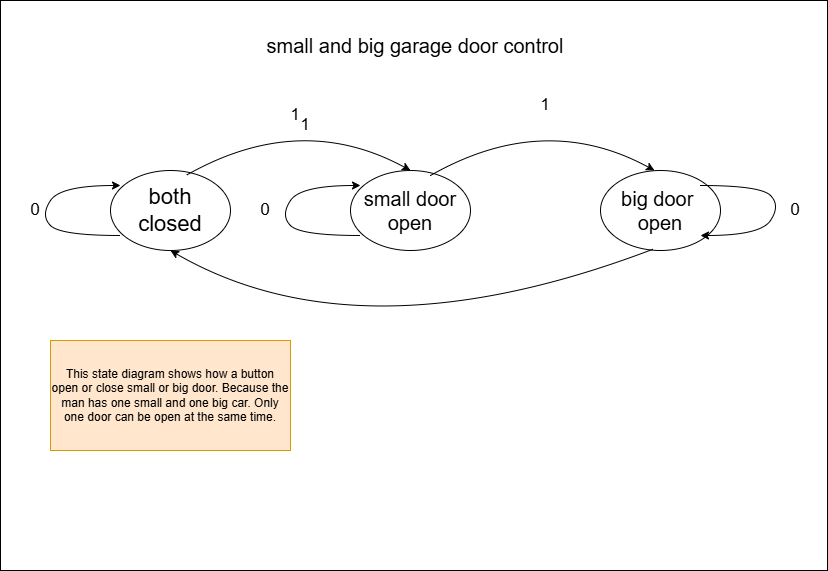 small and big garage door control
1
1
1
both
closed
small door
open
big door
open
0
0
0
This state diagram shows how a button
open or close small or big door. Because the
man has one small and one big car. Only
one door can be open at the same time.